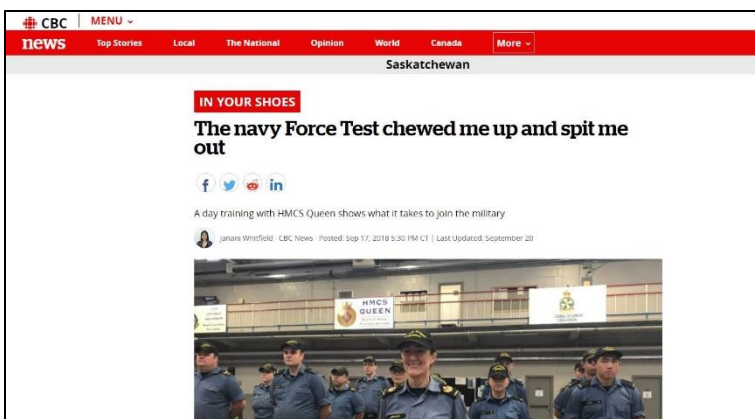 CBC MENU
news Top Stories Local The National Opinion World Canada More
Saskatchewan
IN YOUR SHOES
The navy Force Test chewed me up and spit me
out
f in
A day training with HMCS Queen shows what it takes to join the military
Janani Whitfield · CBC News · Posted: Sep 17, 2018 5:30 PM CT | Last Updated: September 20
HMCS
QUEEN